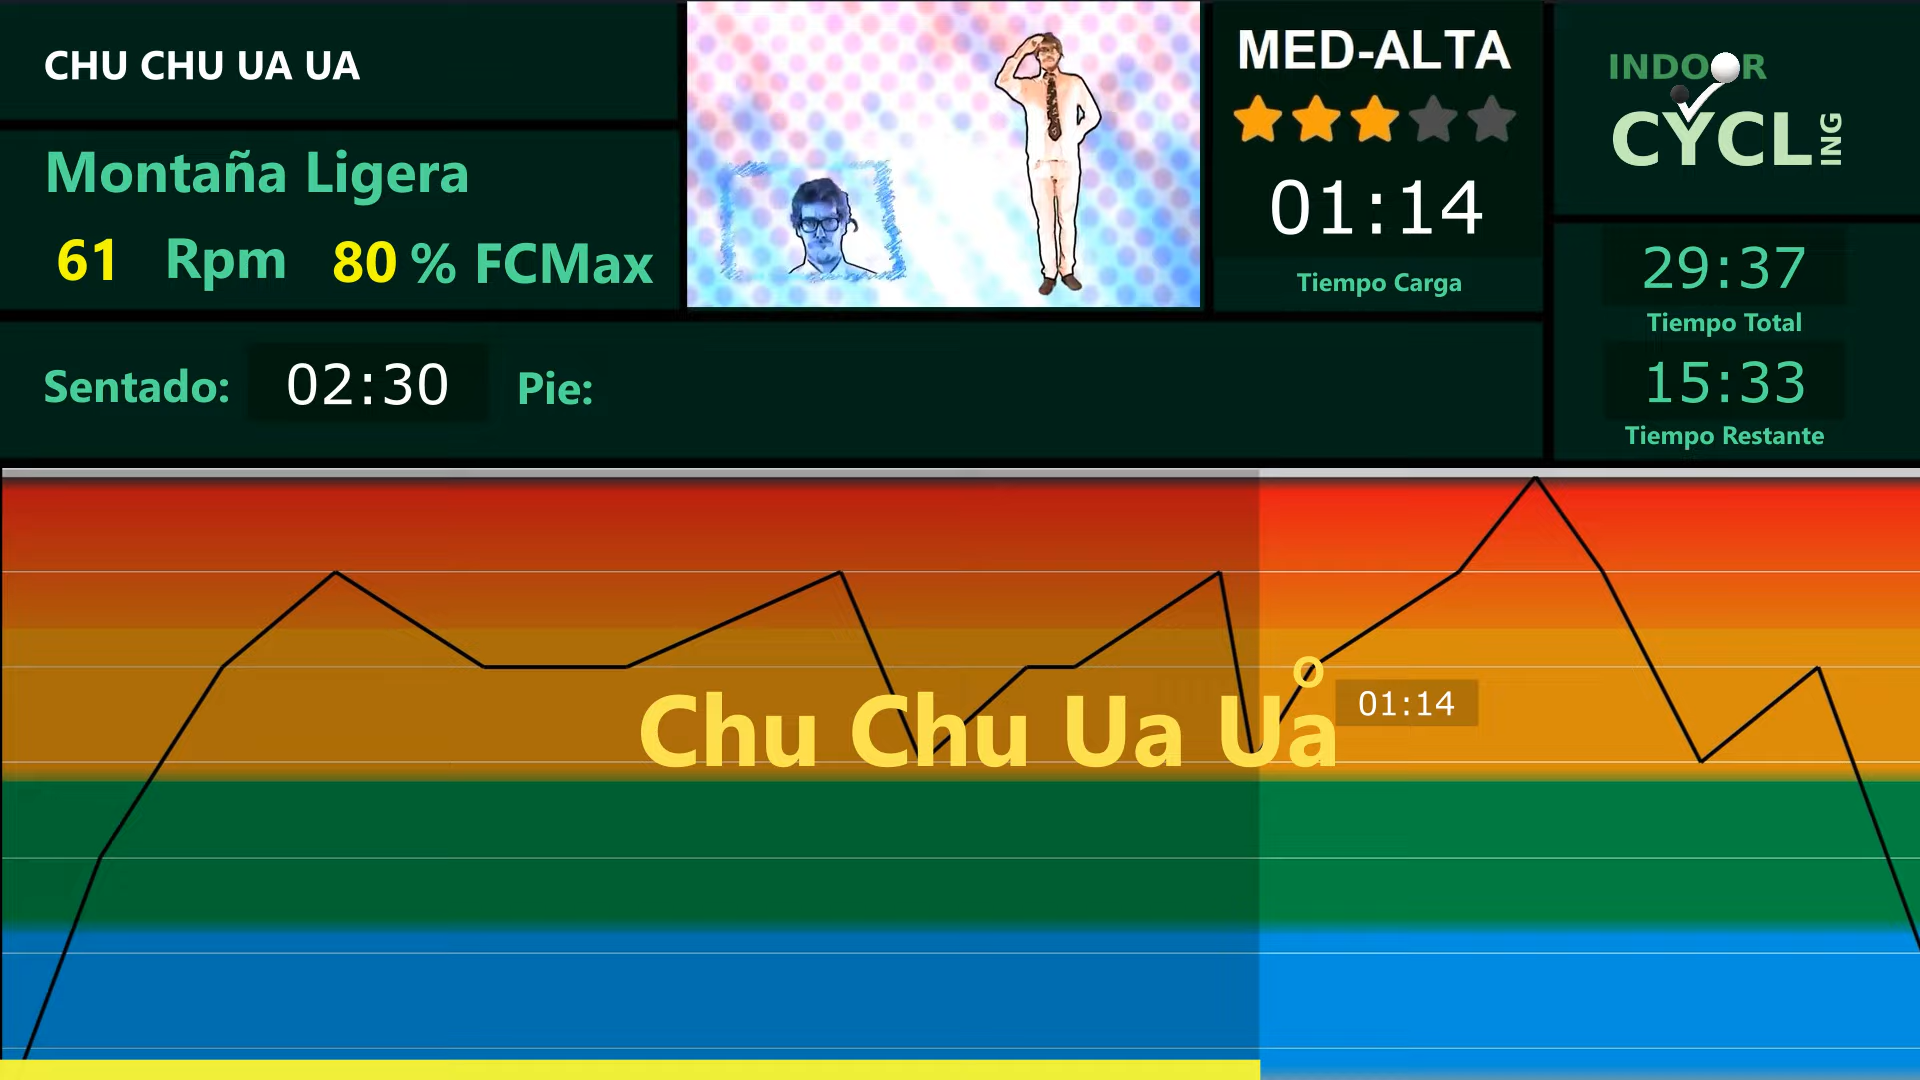 CHU CHU UA UA
Montaña Ligera
61 Rpm 80 % FCMax
MED-ALTA
01:14
Tiempo Carga
INDOOR
CYCLING
29:37
Tiempo Total
15:33
Tiempo Restante
Sentado: 02:30 Pie:
Chu Chu Ua Ua
01:14